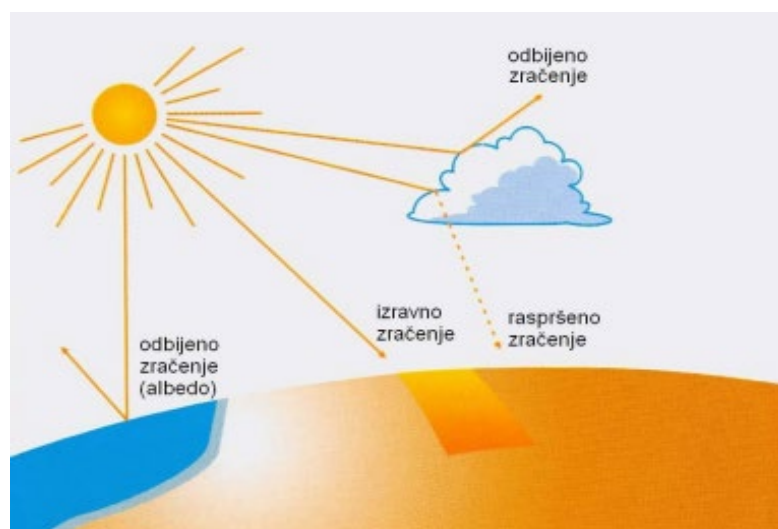 odbijeno
zračenje
izravno
zračenje
raspršeno
zračenje
odbijeno
zračenje
(albedo)